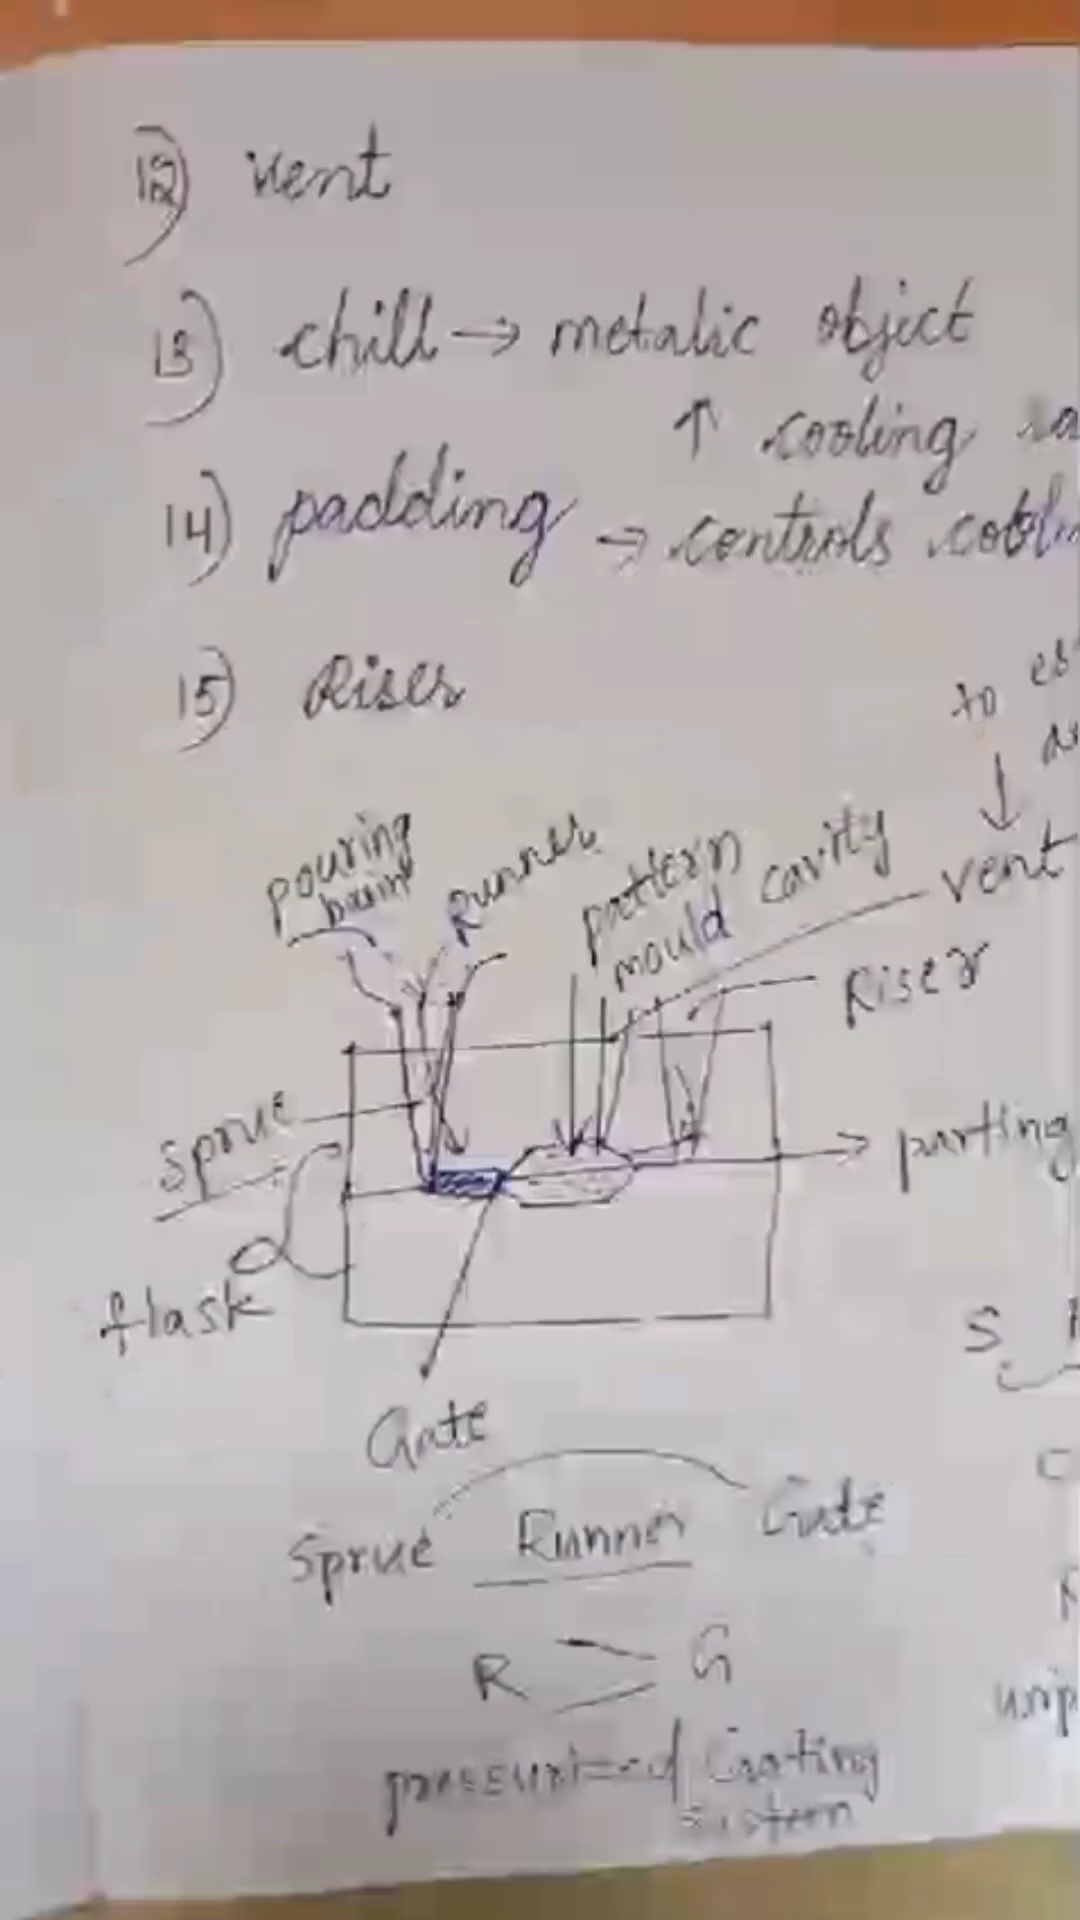 12) vent
13) chill → metalic object
↑ cooling
14) padding → controls
15) Riser
to
↓
pouring
basin
Runner
pattern
mould cavity
vent
Riser
Sprue
→ parting
flask
S
Gate
Sprue Runner Gate
R > G
pressurized Gating
system